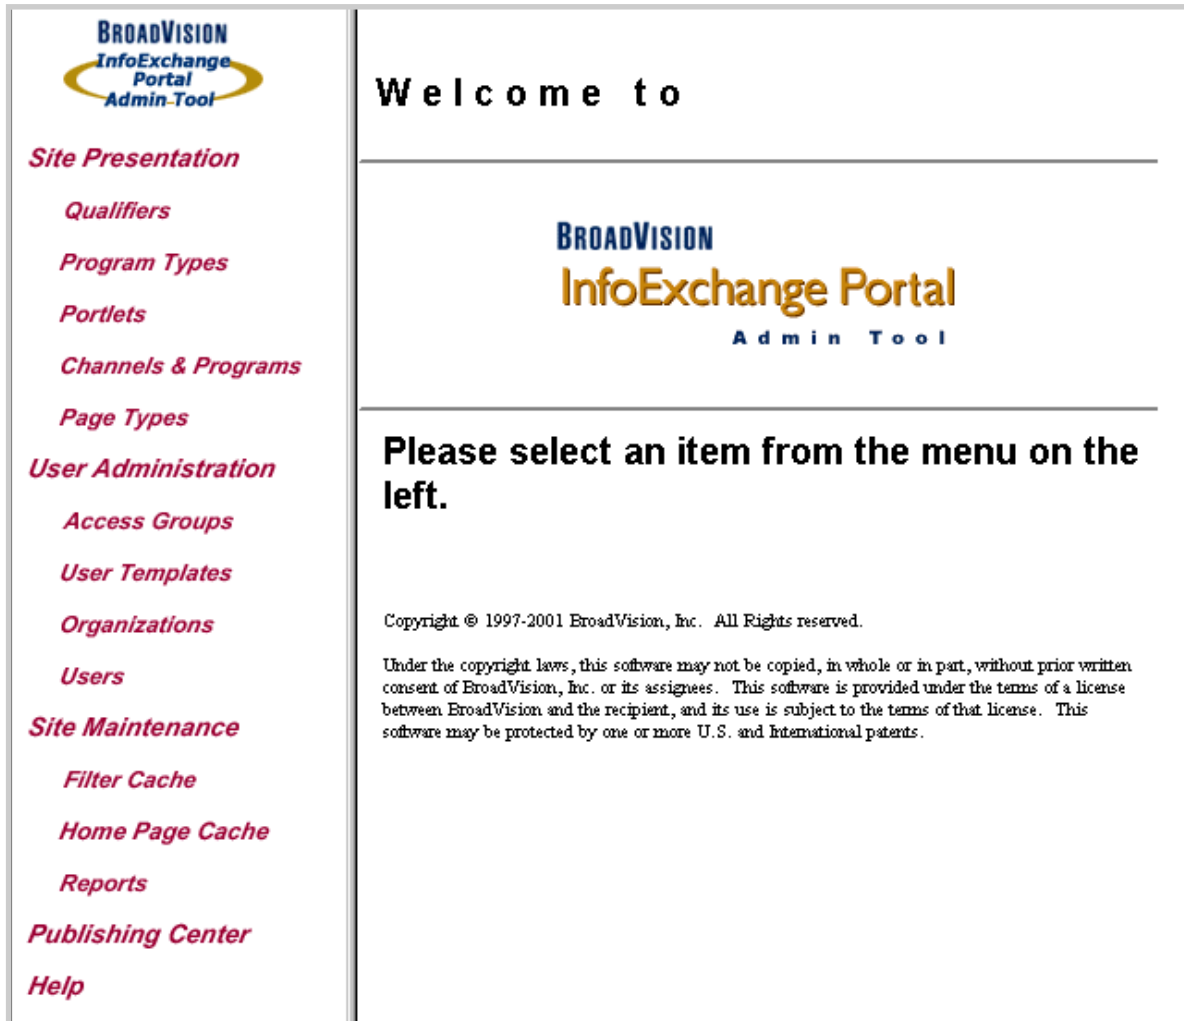 BROADVISION
InfoExchange
Portal
Admin Tool
Site Presentation
Qualifiers
Program Types
Portlets
Channels & Programs
Page Types
User Administration
Access Groups
User Templates
Organizations
Users
Site Maintenance
Filter Cache
Home Page Cache
Reports
Publishing Center
Help
Welcome to
BROADVISION
InfoExchange Portal
Admin Tool
Please select an item from the menu on the
left.
Copyright © 1997-2001 BroadVision, Inc. All Rights reserved.
Under the copyright laws, this software may not be copied, in whole or in part, without prior written
consent of BroadVision, Inc. or its assignees. This software is provided under the terms of a license
between BroadVision and the recipient, and its use is subject to the terms of that license. This
software may be protected by one or more U.S. and International patents.